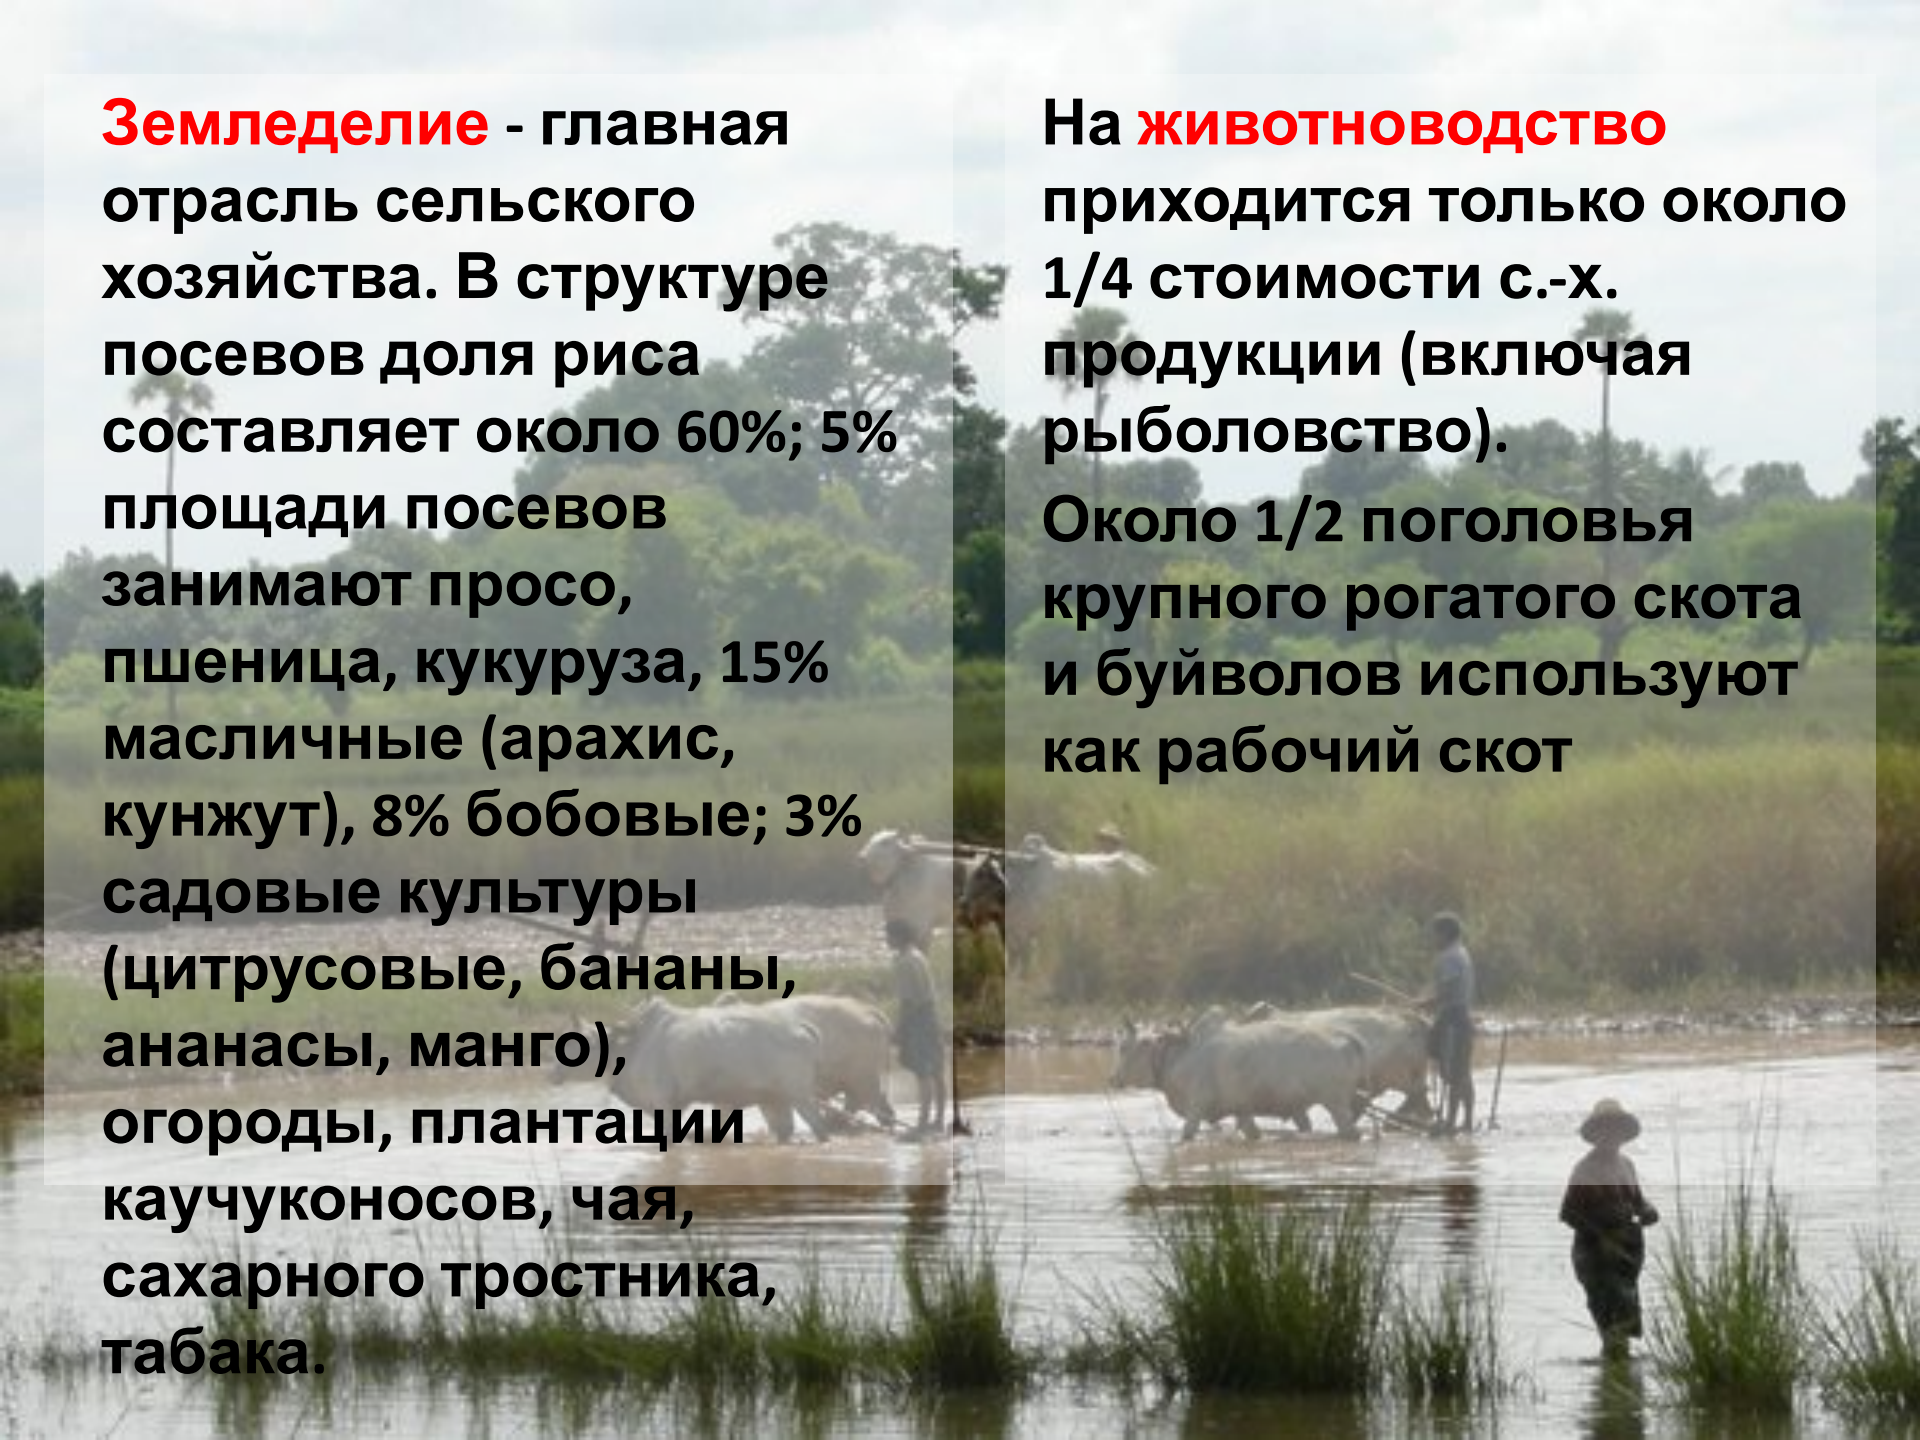 Земледелие - главная
отрасль сельского
хозяйства. В структуре
посевов доля риса
составляет около 60%; 5%
площади посевов
занимают просо,
пшеница, кукуруза, 15%
масличные (арахис,
кунжут), 8% бобовые; 3%
садовые культуры
(цитрусовые, бананы,
ананасы, манго),
огороды, плантации
каучуконосов, чая,
сахарного тростника,
табака.
На животноводство
приходится только около
1/4 стоимости с.-х.
продукции (включая
рыболовство).
Около 1/2 поголовья
крупного рогатого скота
и буйволов используют
как рабочий скот